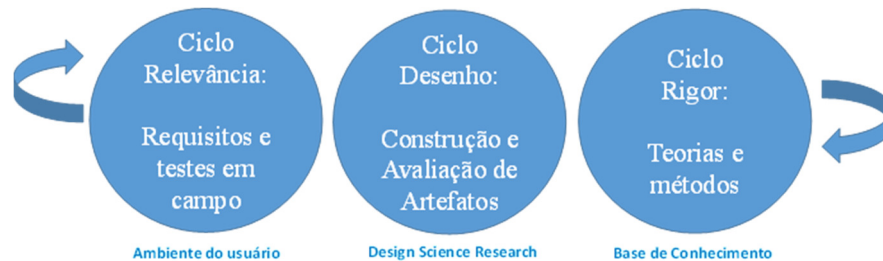 Ciclo
Relevância:
Requisitos e
testes em
campo
Ambiente do usuário
Ciclo
Desenho:
Construção e
Avaliação de
Artefatos
Design Science Research
Ciclo
Rigor:
Teorias e
métodos
Base de Conhecimento